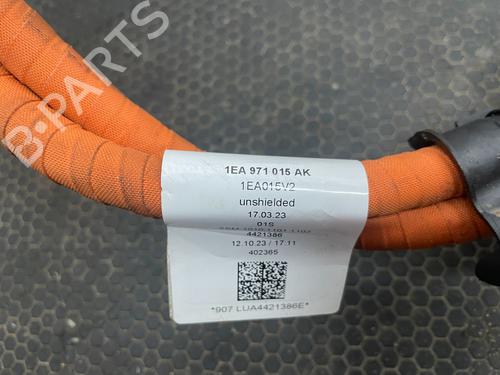 B-PARTS
1EA 971 015 AK
1EA015V2
unshielded
17.03.23
01S
4421386
12.10.23 / 17:11
402365
*907 LUA4421386E*